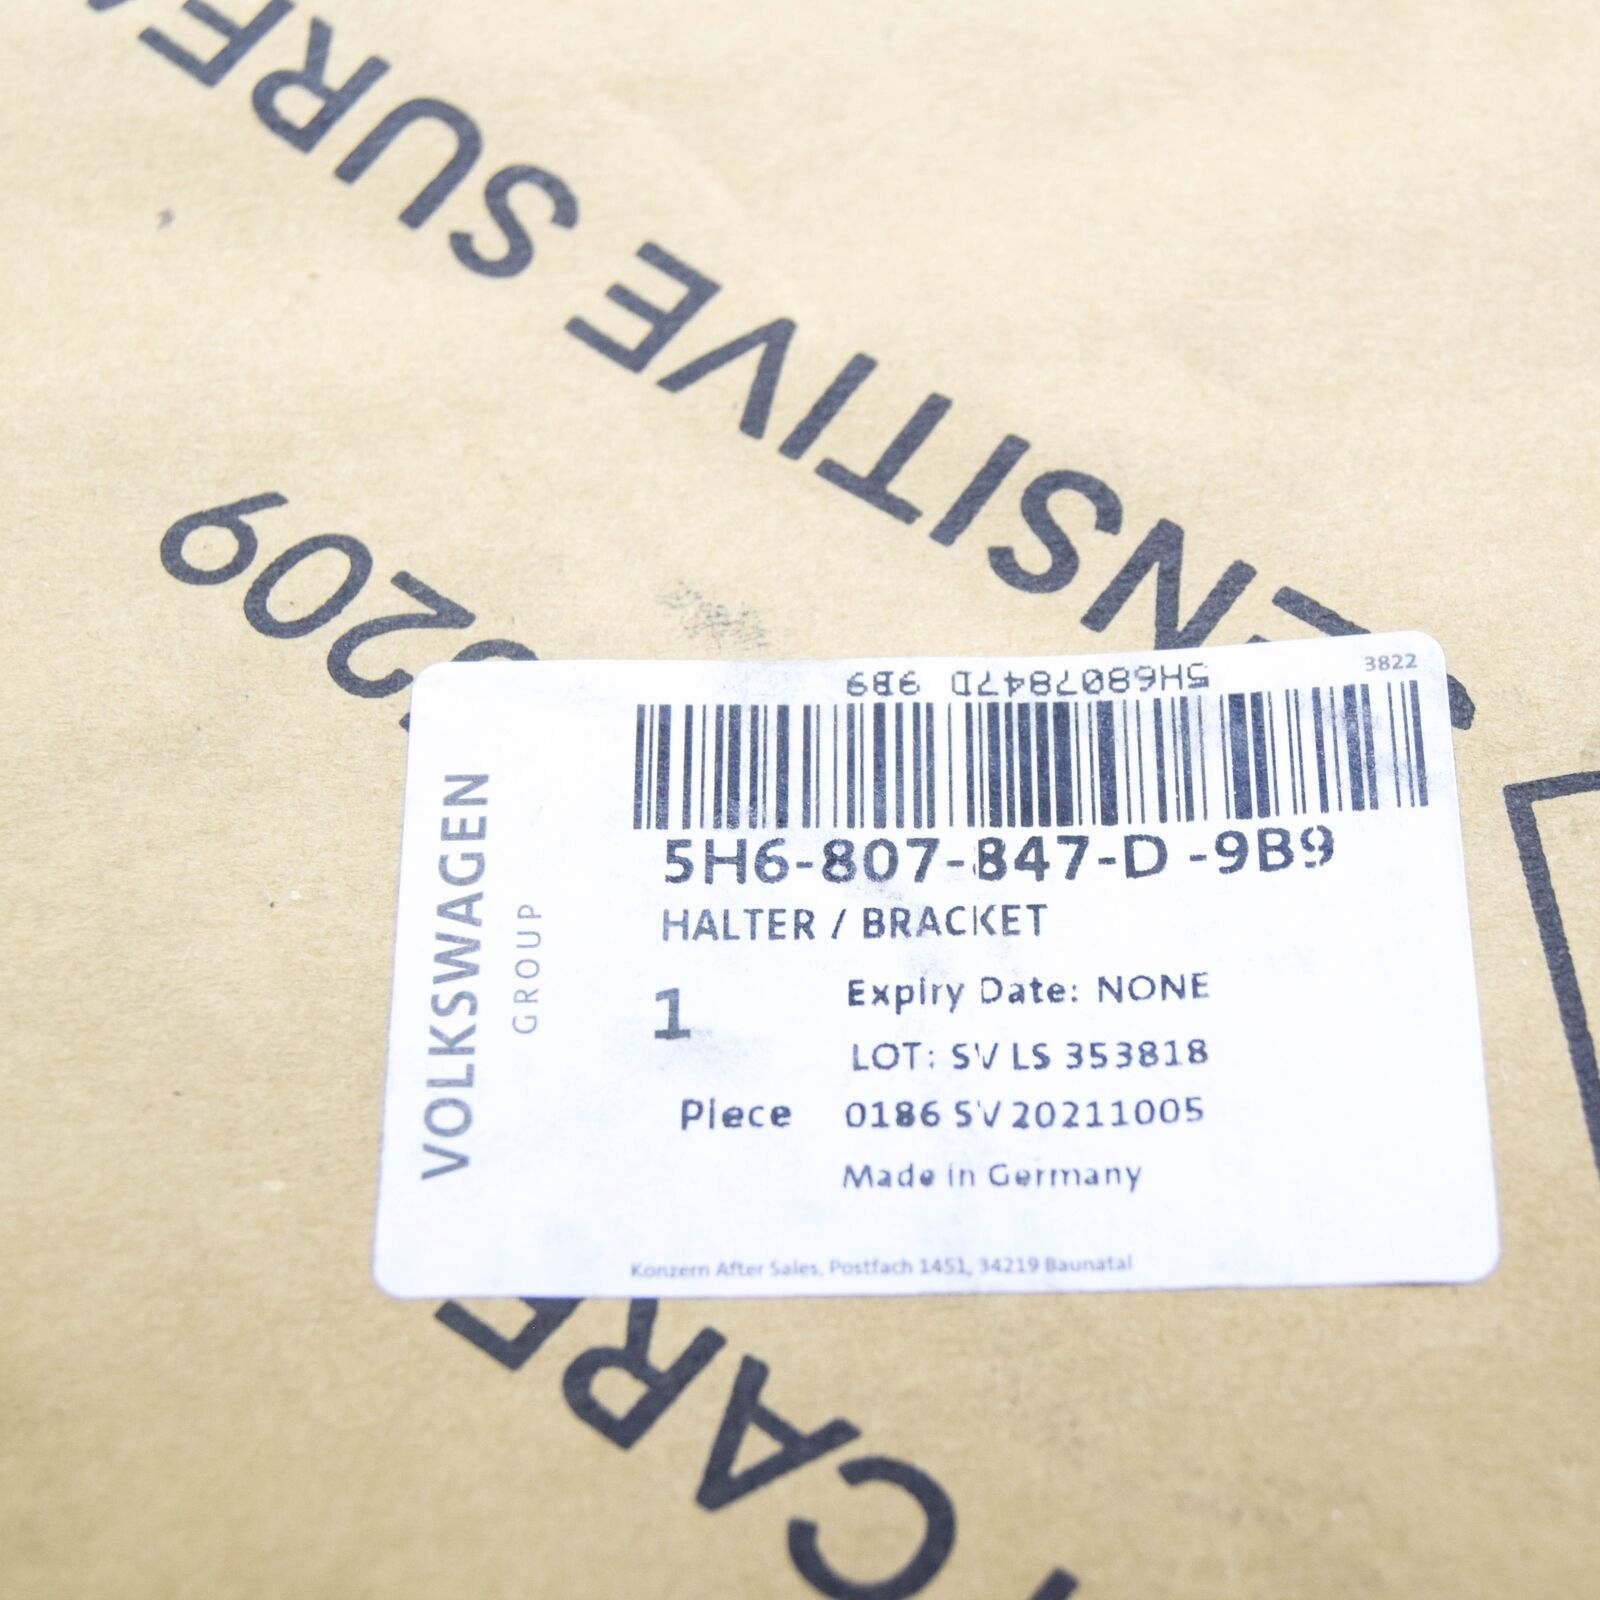 SENSITIVE SURFA
209
3822
5H6807847D 9B9
5H6-807-847-D -9B9
HALTER / BRACKET
1
Piece
Expiry Date: NONE
LOT: SV LS 353818
0186 SV 20211005
Made in Germany
Konzern After Sales, Postfach 1451, 34219 Baunatal
VOLKSWAGEN
GROUP
CARE